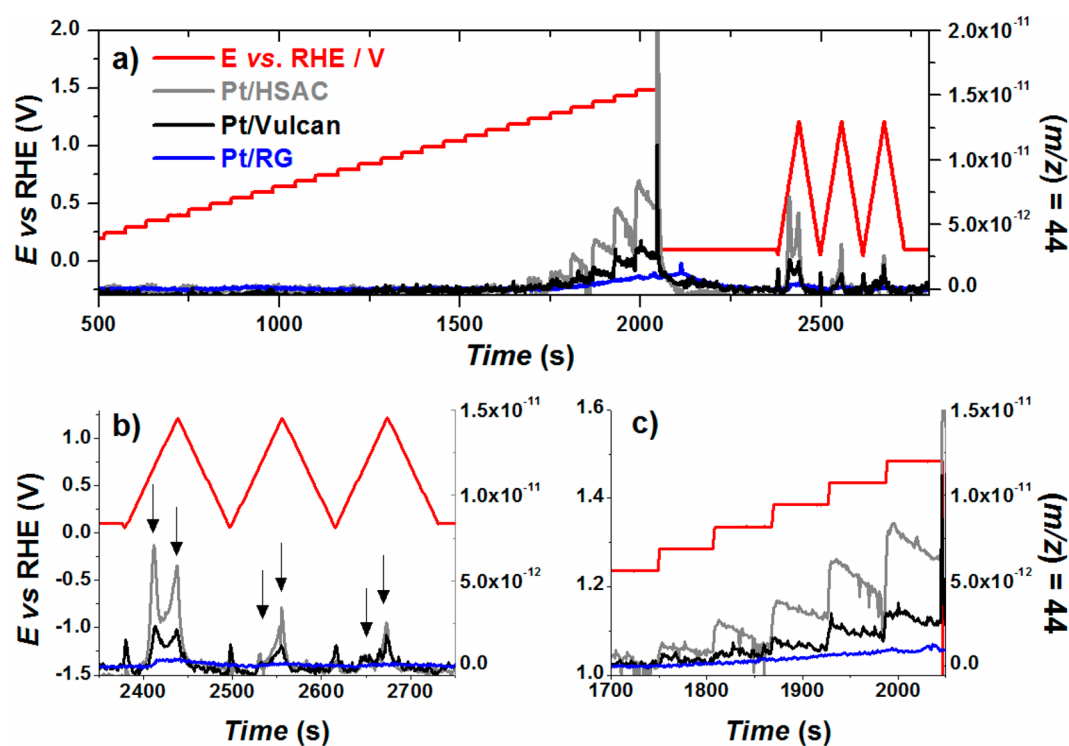 a)
E vs. RHE / V
Pt/HSAC
Pt/Vulcan
Pt/RG
E vs RHE (V)
2.0
1.5
1.0
0.5
0.0
2.0x10⁻¹¹
1.5x10⁻¹¹
1.0x10⁻¹¹
5.0x10⁻¹²
0.0
(m/z) = 44
500 1000 1500 2000 2500
Time (s)
b)
E vs RHE (V)
1.0
0.5
0.0
-0.5
-1.0
-1.5
1.5x10⁻¹¹
1.0x10⁻¹¹
5.0x10⁻¹²
0.0
2400 2500 2600 2700
Time (s)
c)
1.6
1.4
1.2
1.0
1.5x10⁻¹¹
1.0x10⁻¹¹
5.0x10⁻¹²
0.0
(m/z) = 44
1700 1800 1900 2000
Time (s)